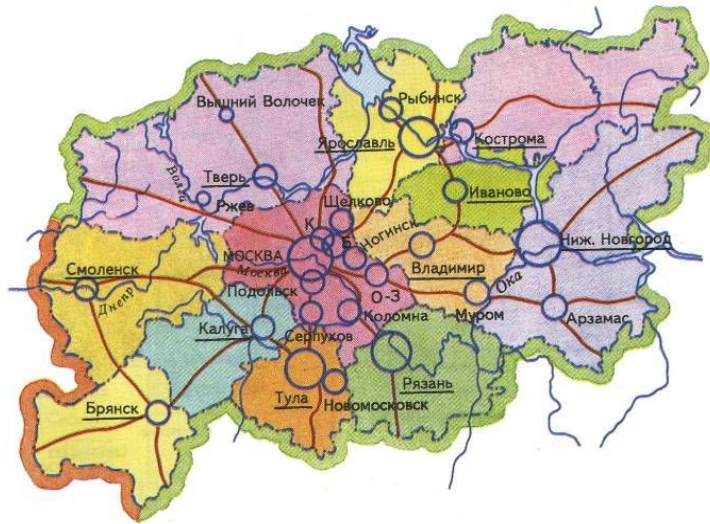 Рыбинск
Вышний Волочек
Ярославль
Кострома
Тверь
Волга
Иваново
Щелково
Ржев
К.
Б.
Ногинск
МОСКВА
Москва
Владимир
Ниж. Новгород
Смоленск
Днепр
Подольск
О-З
Ока
Муром
Арзамас
Коломна
Калуга
Серпухов
Тула
Рязань
Новомосковск
Брянск